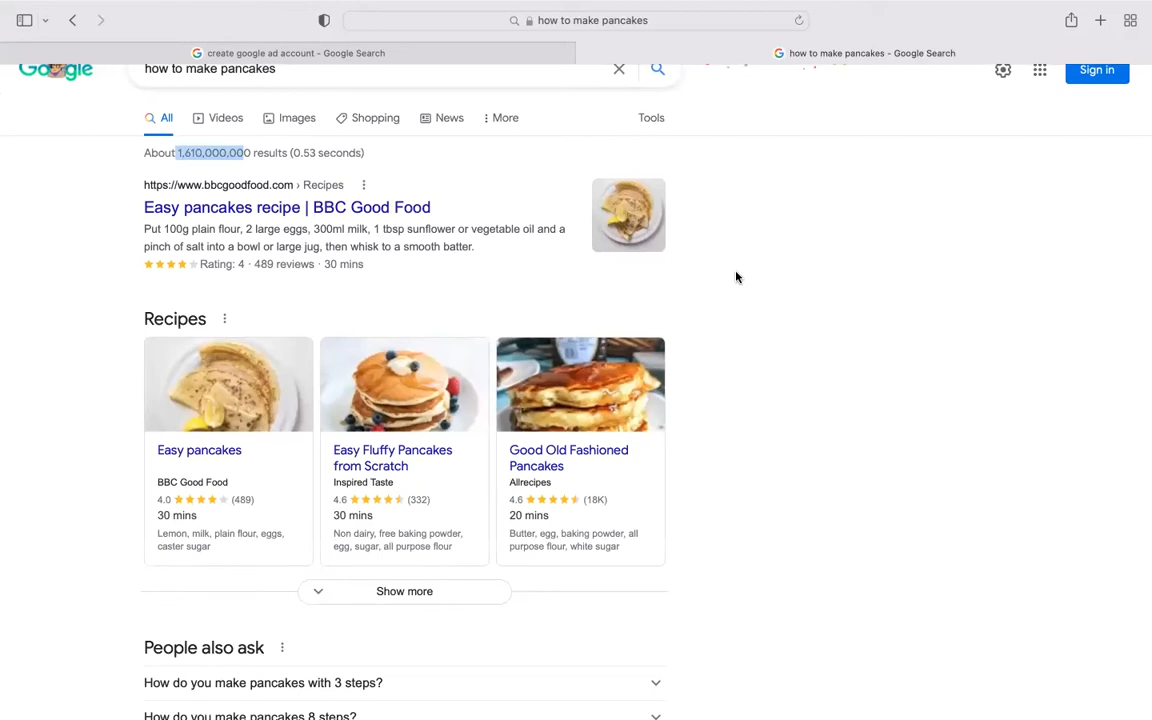 how to make pancakes
create google ad account - Google Search
how to make pancakes - Google Search
Google
how to make pancakes
Sign in
All
Videos
Images
Shopping
News
More
Tools
About 1,610,000,000 results (0.53 seconds)
https://www.bbcgoodfood.com › Recipes
Easy pancakes recipe | BBC Good Food
Put 100g plain flour, 2 large eggs, 300ml milk, 1 tbsp sunflower or vegetable oil and a
pinch of salt into a bowl or large jug, then whisk to a smooth batter.
Rating: 4 · 489 reviews · 30 mins
Recipes
Easy pancakes
BBC Good Food
4.0 (489)
30 mins
Lemon, milk, plain flour, eggs,
caster sugar
Easy Fluffy Pancakes
from Scratch
Inspired Taste
4.6 (332)
30 mins
Non dairy, free baking powder,
egg, sugar, all purpose flour
Good Old Fashioned
Pancakes
Allrecipes
4.6 (18K)
20 mins
Butter, egg, baking powder, all
purpose flour, white sugar
Show more
People also ask
How do you make pancakes with 3 steps?
How do you make pancakes 8 steps?